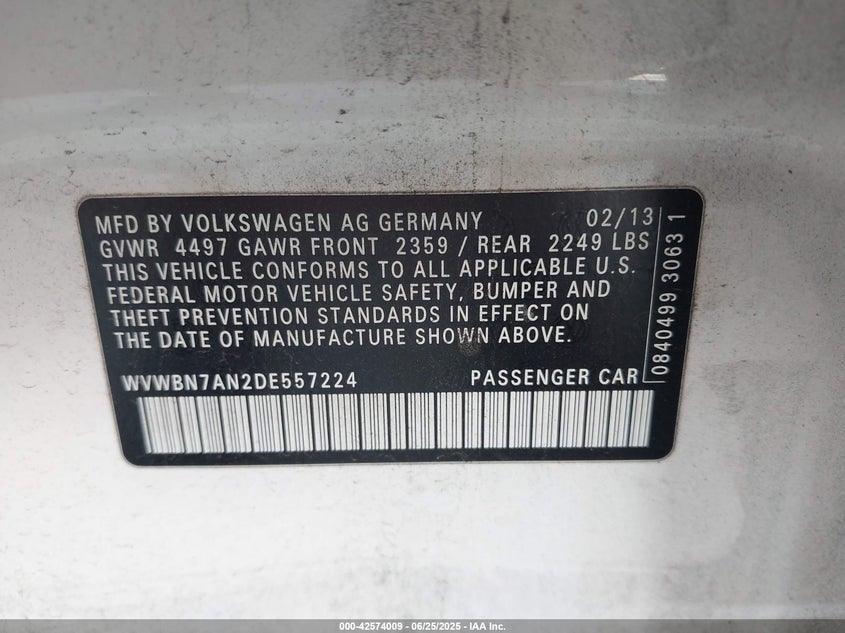 MFD BY VOLKSWAGEN AG GERMANY 02/13
GVWR 4497 GAWR FRONT 2359 / REAR 2249 LBS
THIS VEHICLE CONFORMS TO ALL APPLICABLE U.S.
FEDERAL MOTOR VEHICLE SAFETY, BUMPER AND
THEFT PREVENTION STANDARDS IN EFFECT ON
THE DATE OF MANUFACTURE SHOWN ABOVE.
WVWBN7AN2DE557224 PASSENGER CAR
0840499 30631
000-42574009 - 06/25/2025 - IAA Inc.